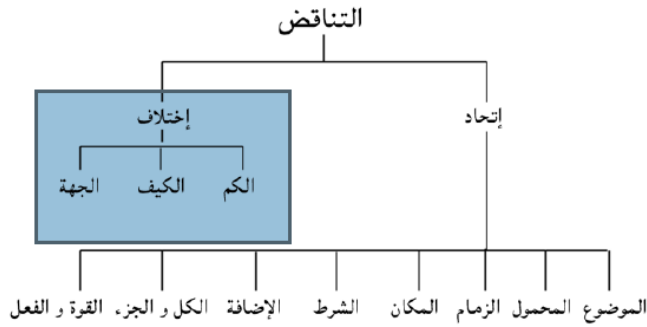 التناقض
إتحاد
إختلاف
الكم الكيف الجهة
الموضوع المحمول الزمام المكان الشرط الإضافة الكل و الجزء القوة و الفعل